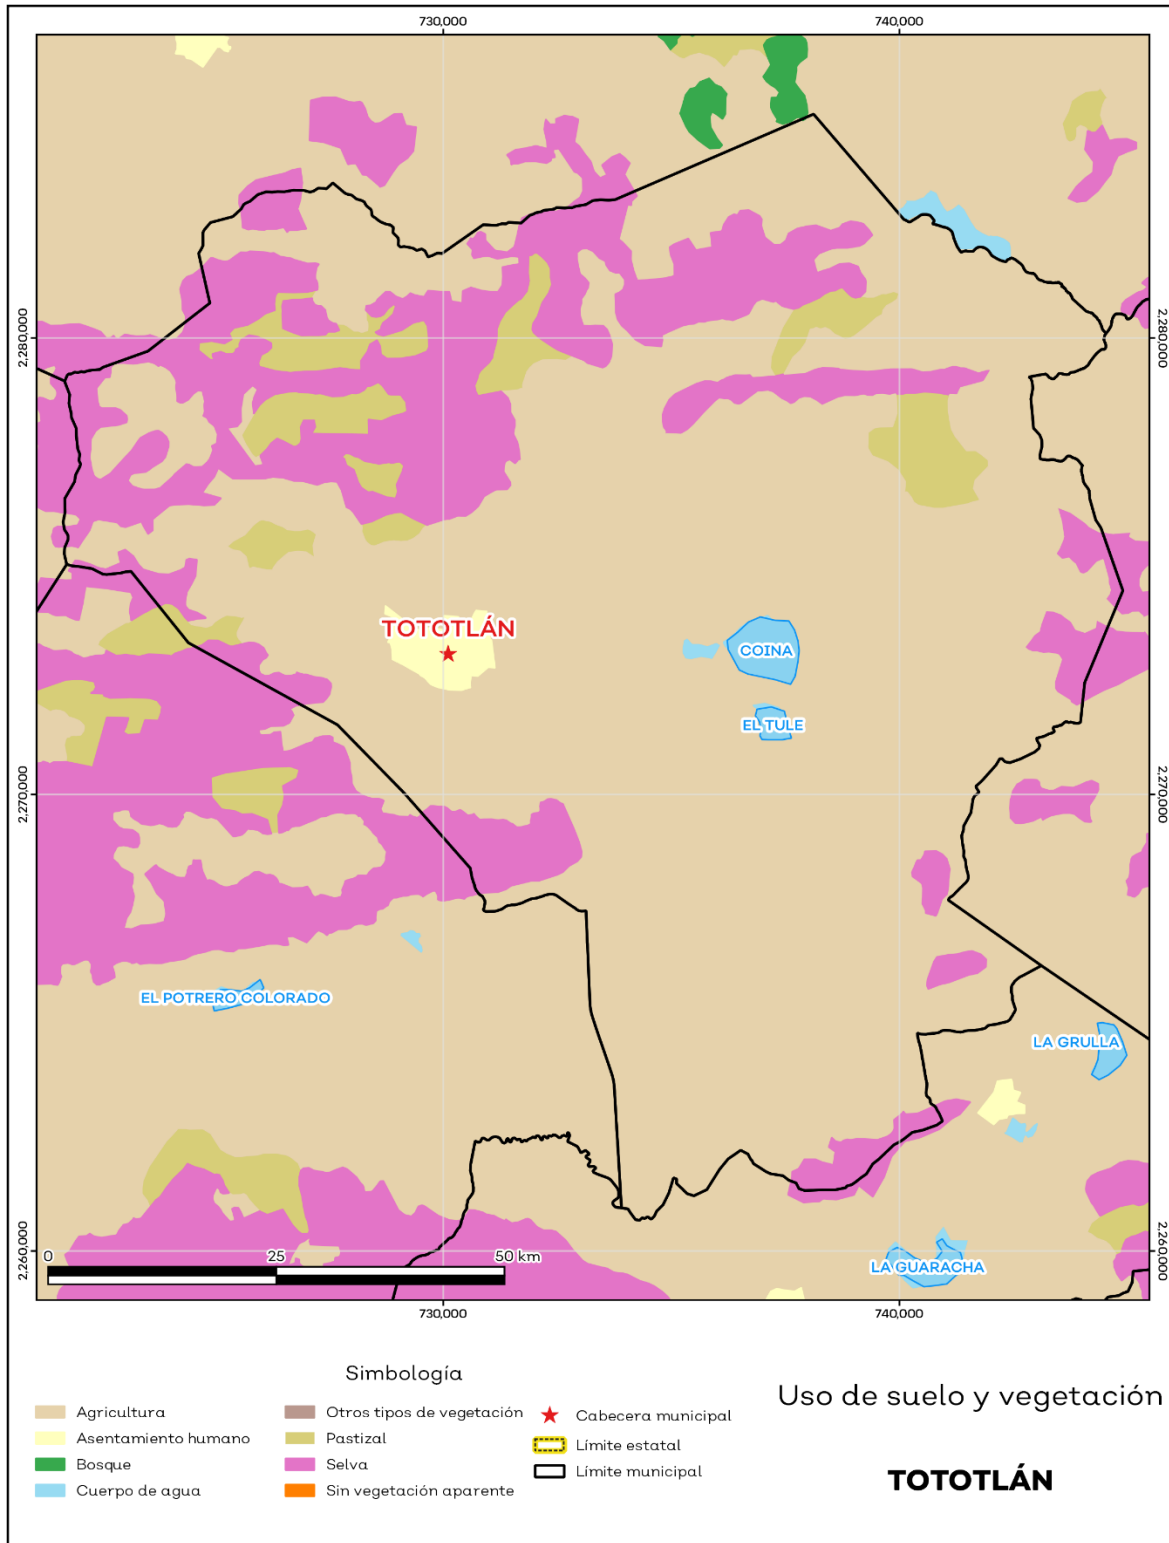 730,000
740,000
2,280,000
2,280,000
TOTOTLÁN
COINA
EL TULE
2,270,000
2,270,000
EL POTRERO COLORADO
LA GRULLA
2,260,000
2,260,000
0
25
50 km
LA GUARACHA
730,000
740,000
Simbología
Agricultura
Asentamiento humano
Bosque
Cuerpo de agua
Otros tipos de vegetación
Pastizal
Selva
Sin vegetación aparente
Cabecera municipal
Límite estatal
Límite municipal
Uso de suelo y vegetación
TOTOTLÁN